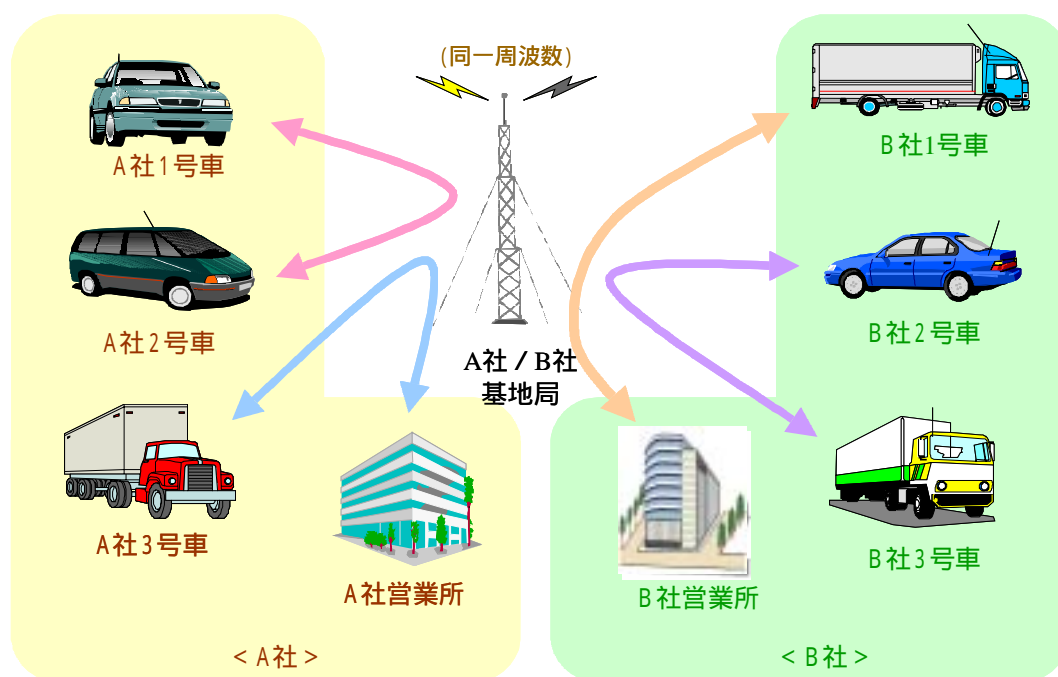 (同一周波数)
A社1号車
B社1号車
A社2号車
B社2号車
A社/B社
基地局
A社3号車
B社3号車
A社営業所
B社営業所
<A社>
<B社>